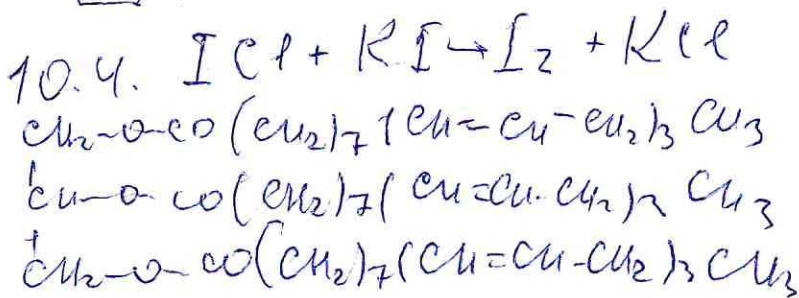 10.4. ICl + KI → I₂ + KCl
CH₂-O-CO(CH₂)₇(CH=CH-CH₂)₃CH₃
CH-O-CO(CH₂)₇(CH=CH-CH₂)₂CH₃
CH₂-O-CO(CH₂)₇(CH=CH-CH₂)₃CH₃